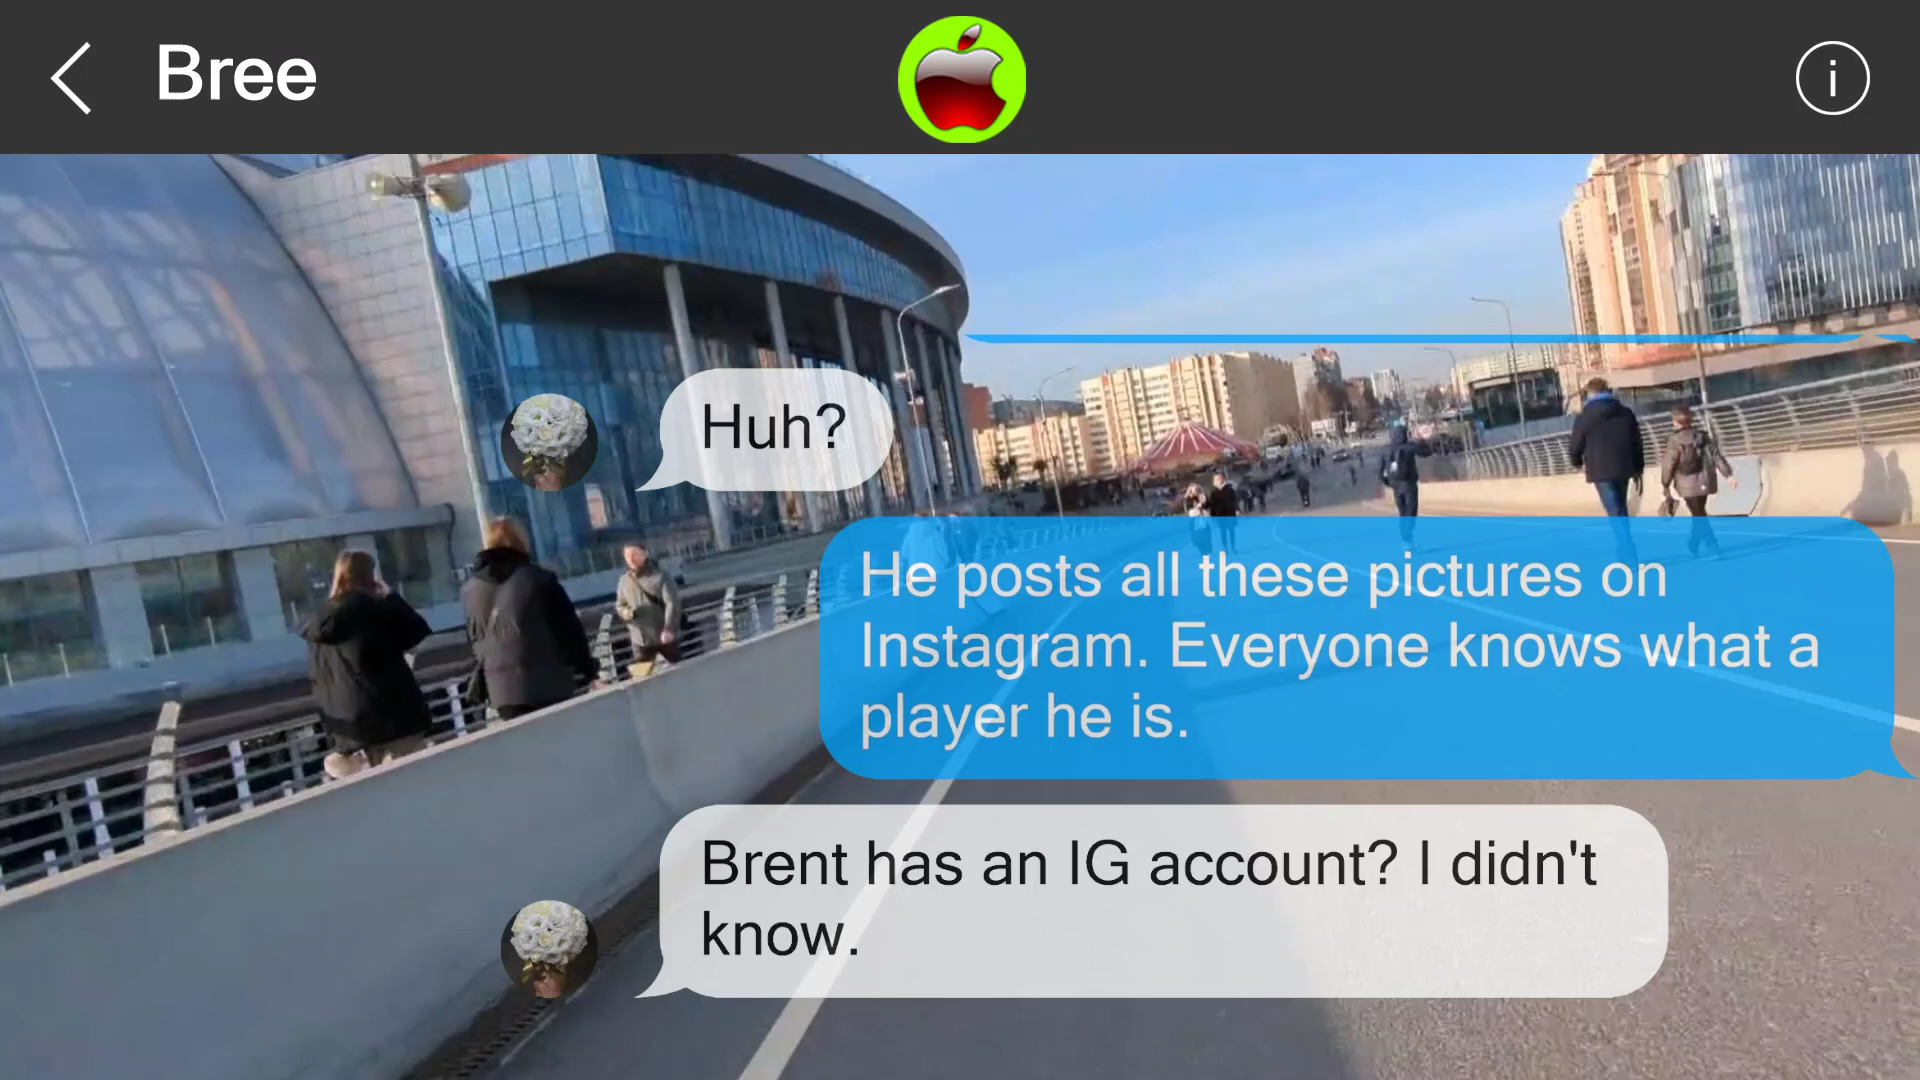 Bree
i
Huh?
He posts all these pictures on
Instagram. Everyone knows what a
player he is.
Brent has an IG account? I didn't
know.